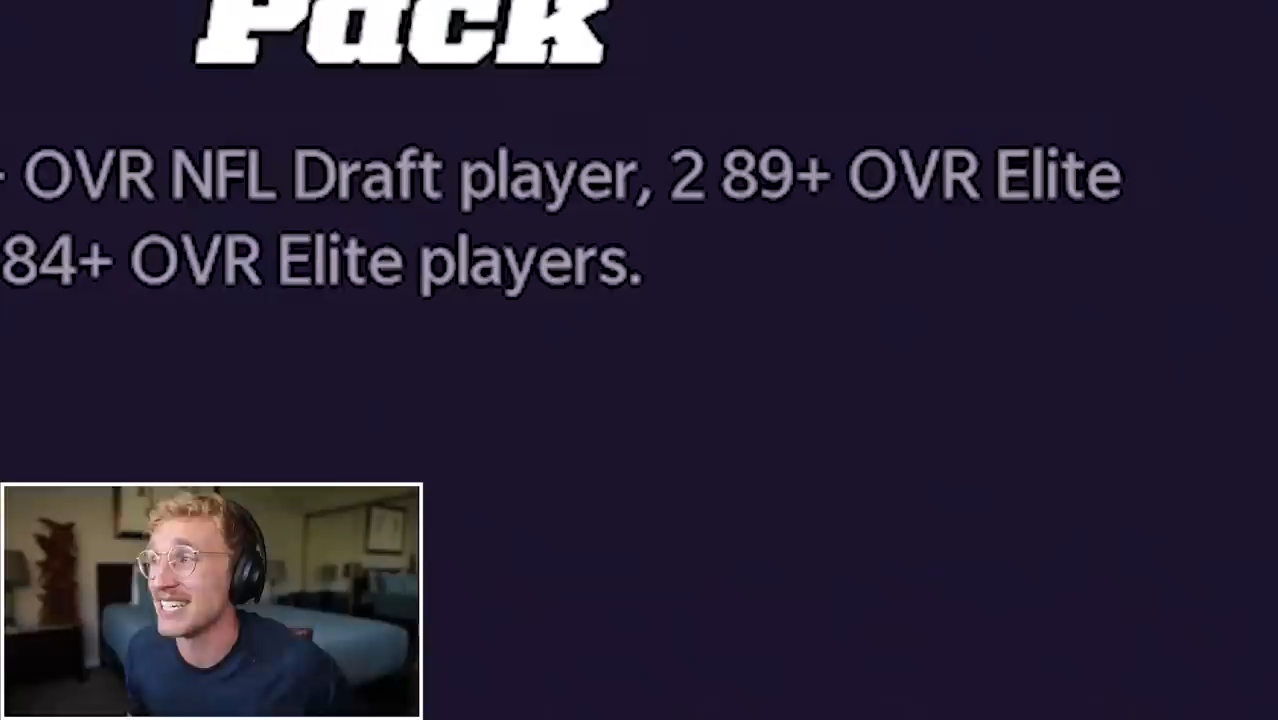 Pack
OVR NFL Draft player, 2 89+ OVR Elite
84+ OVR Elite players.